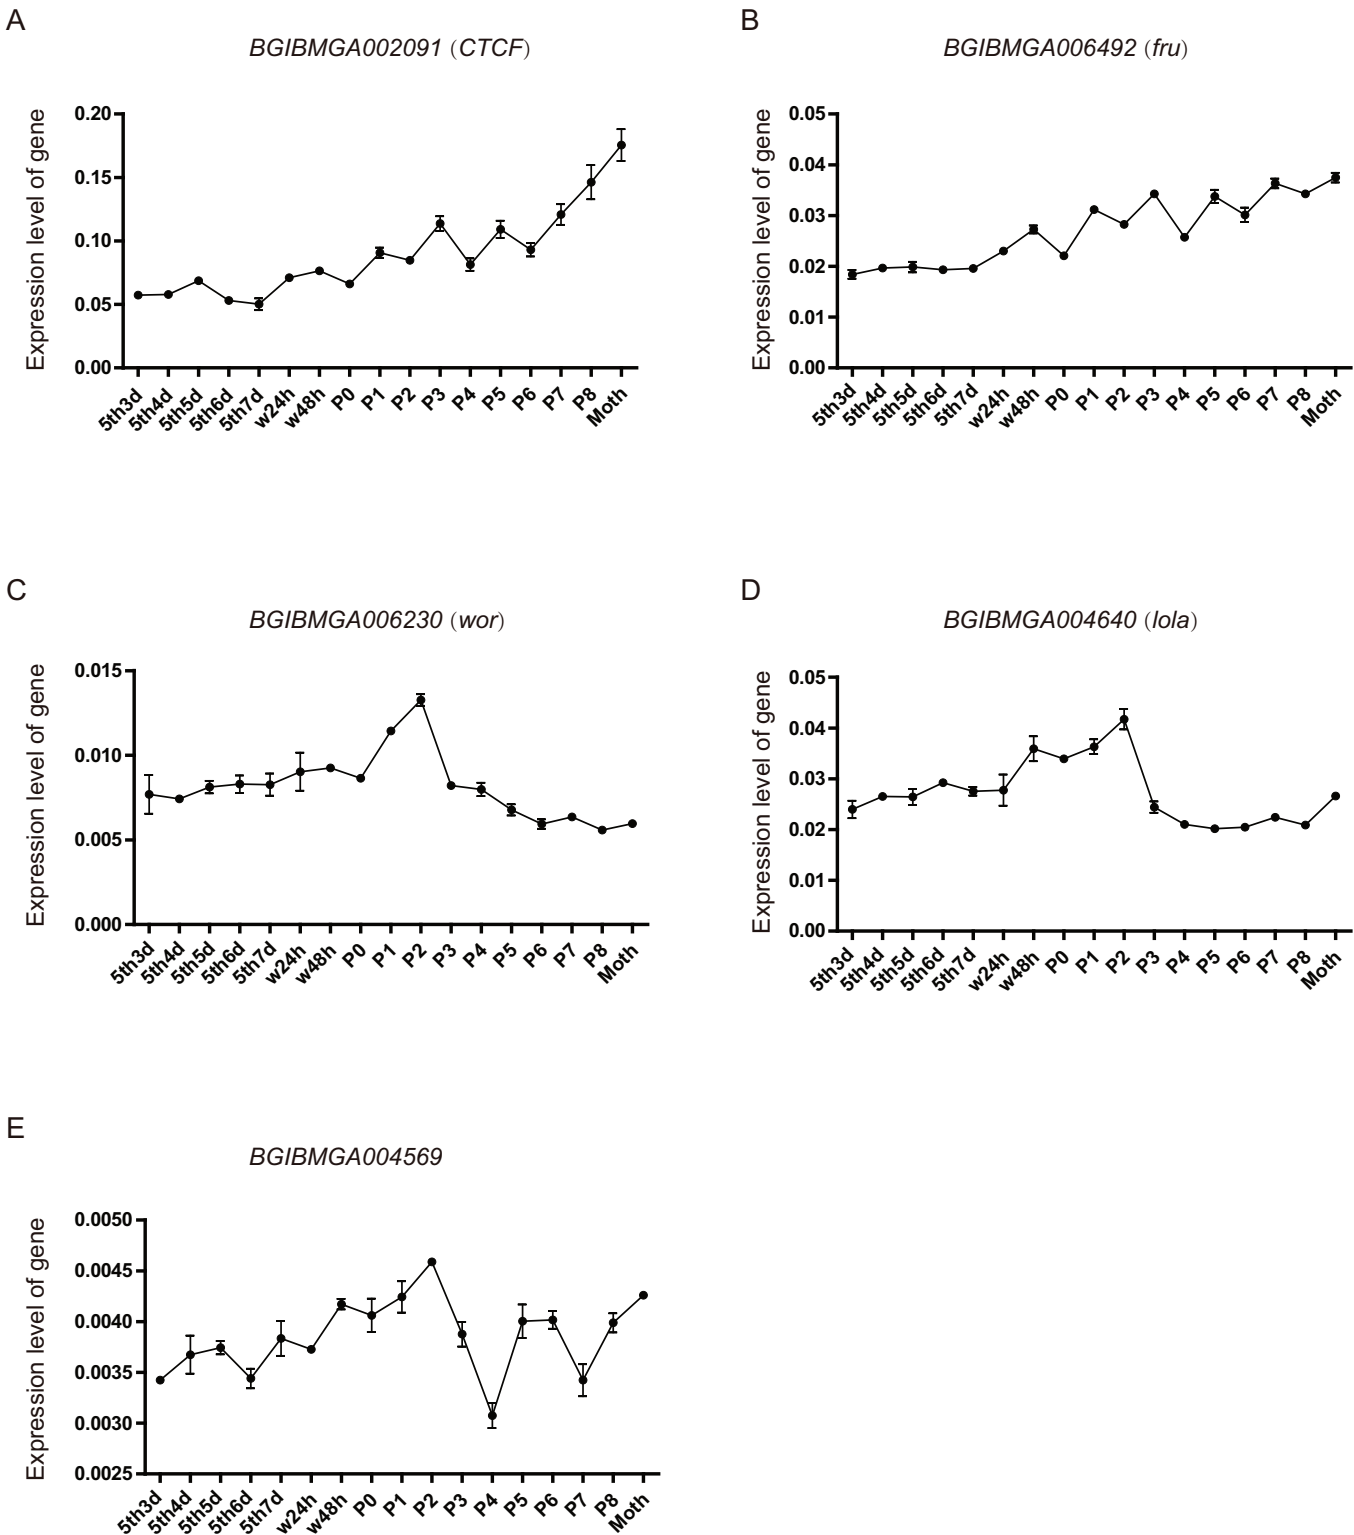 A
BGIBMGA002091 (CTCF)
Expression level of gene
0.20
0.15
0.10
0.05
0.00
5th3d 5th4d 5th5d 5th6d 5th7d w24h w48h P0 P1 P2 P3 P4 P5 P6 P7 P8 Moth
B
BGIBMGA006492 (fru)
Expression level of gene
0.05
0.04
0.03
0.02
0.01
0.00
5th3d 5th4d 5th5d 5th6d 5th7d w24h w48h P0 P1 P2 P3 P4 P5 P6 P7 P8 Moth
C
BGIBMGA006230 (wor)
Expression level of gene
0.015
0.010
0.005
0.000
5th3d 5th4d 5th5d 5th6d 5th7d w24h w48h P0 P1 P2 P3 P4 P5 P6 P7 P8 Moth
D
BGIBMGA004640 (lola)
Expression level of gene
0.05
0.04
0.03
0.02
0.01
0.00
5th3d 5th4d 5th5d 5th6d 5th7d w24h w48h P0 P1 P2 P3 P4 P5 P6 P7 P8 Moth
E
BGIBMGA004569
Expression level of gene
0.0050
0.0045
0.0040
0.0035
0.0030
0.0025
5th3d 5th4d 5th5d 5th6d 5th7d w24h w48h P0 P1 P2 P3 P4 P5 P6 P7 P8 Moth